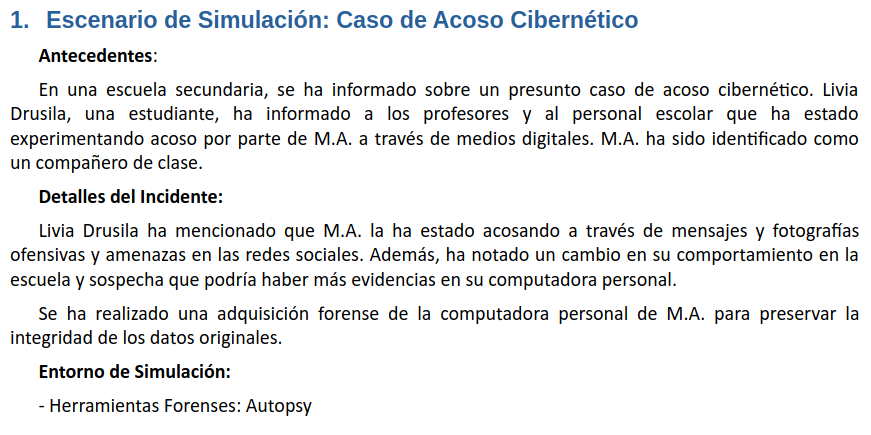 1. Escenario de Simulación: Caso de Acoso Cibernético
Antecedentes:
En una escuela secundaria, se ha informado sobre un presunto caso de acoso cibernético. Livia
Drusila, una estudiante, ha informado a los profesores y al personal escolar que ha estado
experimentando acoso por parte de M.A. a través de medios digitales. M.A. ha sido identificado como
un compañero de clase.
Detalles del Incidente:
Livia Drusila ha mencionado que M.A. la ha estado acosando a través de mensajes y fotografías
ofensivas y amenazas en las redes sociales. Además, ha notado un cambio en su comportamiento en la
escuela y sospecha que podría haber más evidencias en su computadora personal.
Se ha realizado una adquisición forense de la computadora personal de M.A. para preservar la
integridad de los datos originales.
Entorno de Simulación:
- Herramientas Forenses: Autopsy